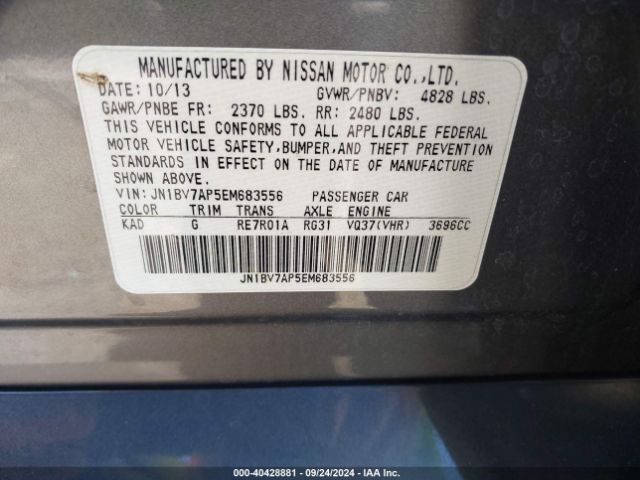 MANUFACTURED BY NISSAN MOTOR CO.,LTD.
DATE: 10/13 GVWR/PNBV: 4828 LBS.
GAWR/PNBE FR: 2370 LBS. RR: 2480 LBS.
THIS VEHICLE CONFORMS TO ALL APPLICABLE FEDERAL
MOTOR VEHICLE SAFETY,BUMPER,AND THEFT PREVENTION
STANDARDS IN EFFECT ON THE DATE OF MANUFACTURE
SHOWN ABOVE.
VIN:JN1BV7AP5EM683556 PASSENGER CAR
COLOR TRIM TRANS AXLE ENGINE
KAD G RE7R01A RG31 VQ37(VHR) 3696CC
JN1BV7AP5EM683556
000-40428881 - 09/24/2024 - IAA Inc.